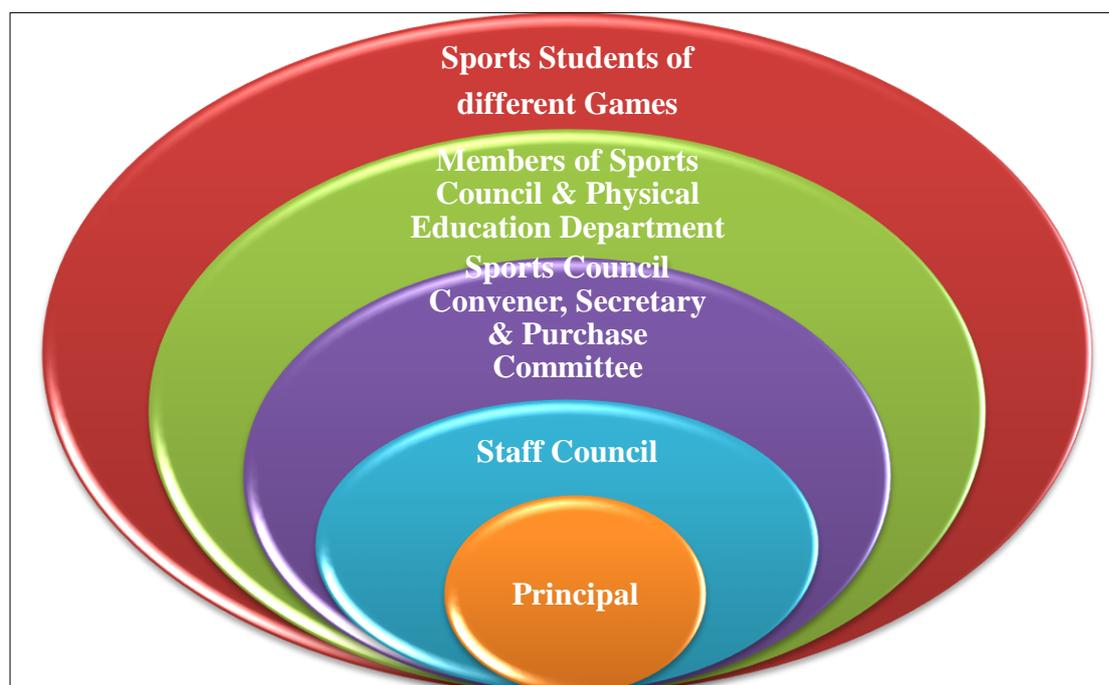 Sports Students of
different Games
Members of Sports
Council & Physical
Education Department
Sports Council
Convener, Secretary
& Purchase
Committee
Staff Council
Principal